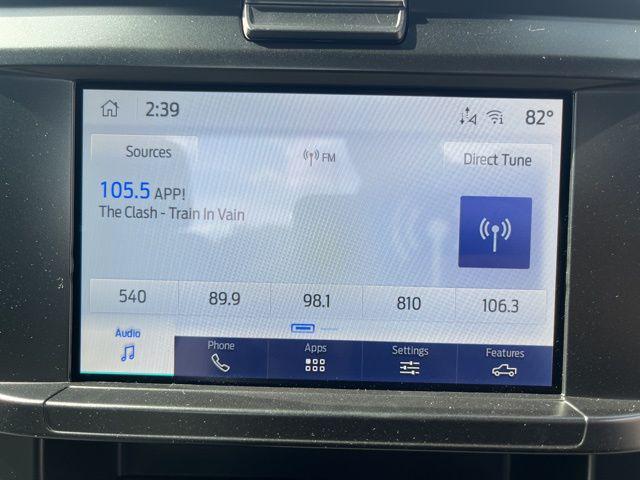 2:39
82°
Sources
FM
Direct Tune
105.5 APP!
The Clash - Train In Vain
540 89.9 98.1 810 106.3
Audio Phone Apps Settings Features